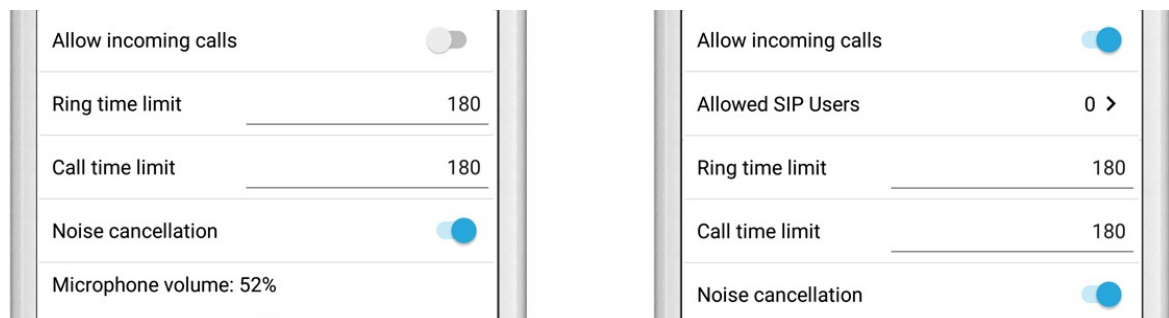 Allow incoming calls
Ring time limit 180
Call time limit 180
Noise cancellation
Microphone volume: 52%
Allow incoming calls
Allowed SIP Users 0 >
Ring time limit 180
Call time limit 180
Noise cancellation